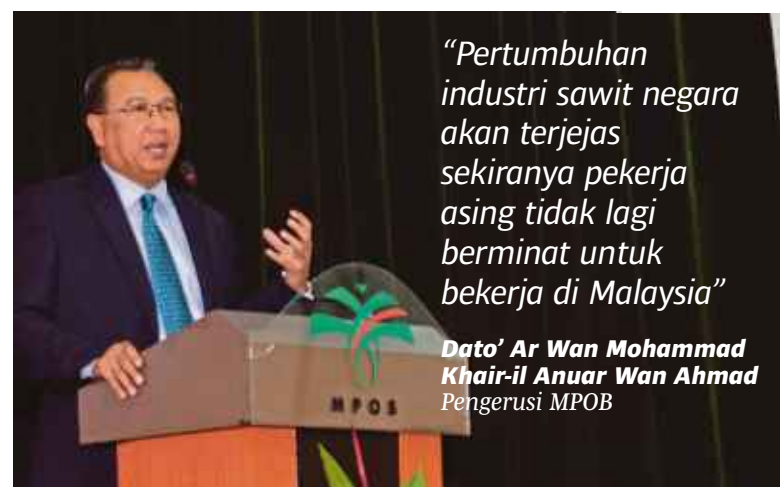 “Pertumbuhan
industri sawit negara
akan terjejas
sekiranya pekerja
asing tidak lagi
berminat untuk
bekerja di Malaysia”
Dato’ Ar Wan Mohammad
Khair-il Anuar Wan Ahmad
Pengerusi MPOB
MPOB